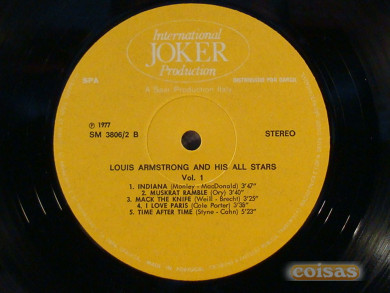 International
JOKER
Production
SPA
A Saar Production Italy
℗ 1977
SM 3806/2 B
STEREO
LOUIS ARMSTRONG AND HIS ALL STARS
Vol. 1
1. INDIANA (Manley - MacDonald) 3'47"
2. MUSKRAT RAMBLE (Ory) 3'40"
3. MACK THE KNIFE (Weill - Brecht) 3'25"
4. I LOVE PARIS (Cole Porter) 3'38"
5. TIME AFTER TIME (Styne - Cahn) 5'23"
coisas